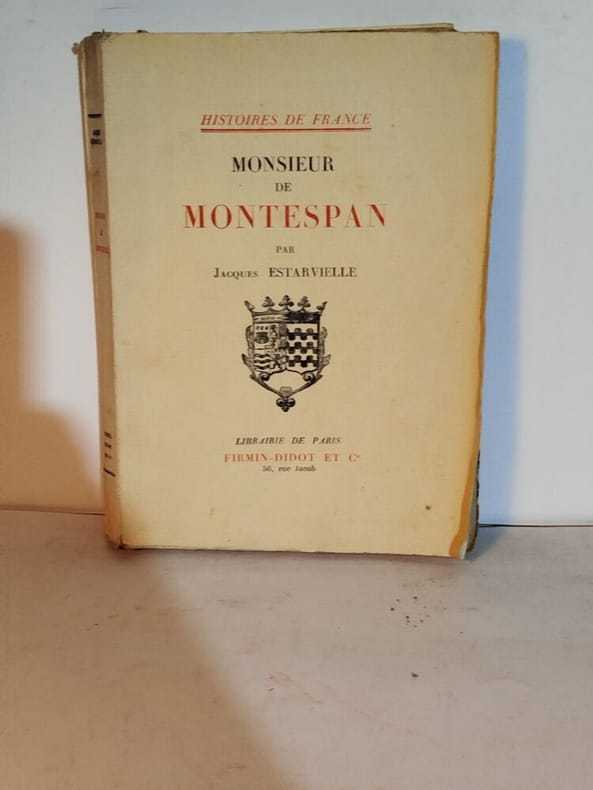 HISTOIRES DE FRANCE
MONSIEUR
DE
MONTESPAN
PAR
JACQUES ESTARVIELLE
LIBRAIRIE DE PARIS
FIRMIN-DIDOT ET Cie
56, rue Jacob